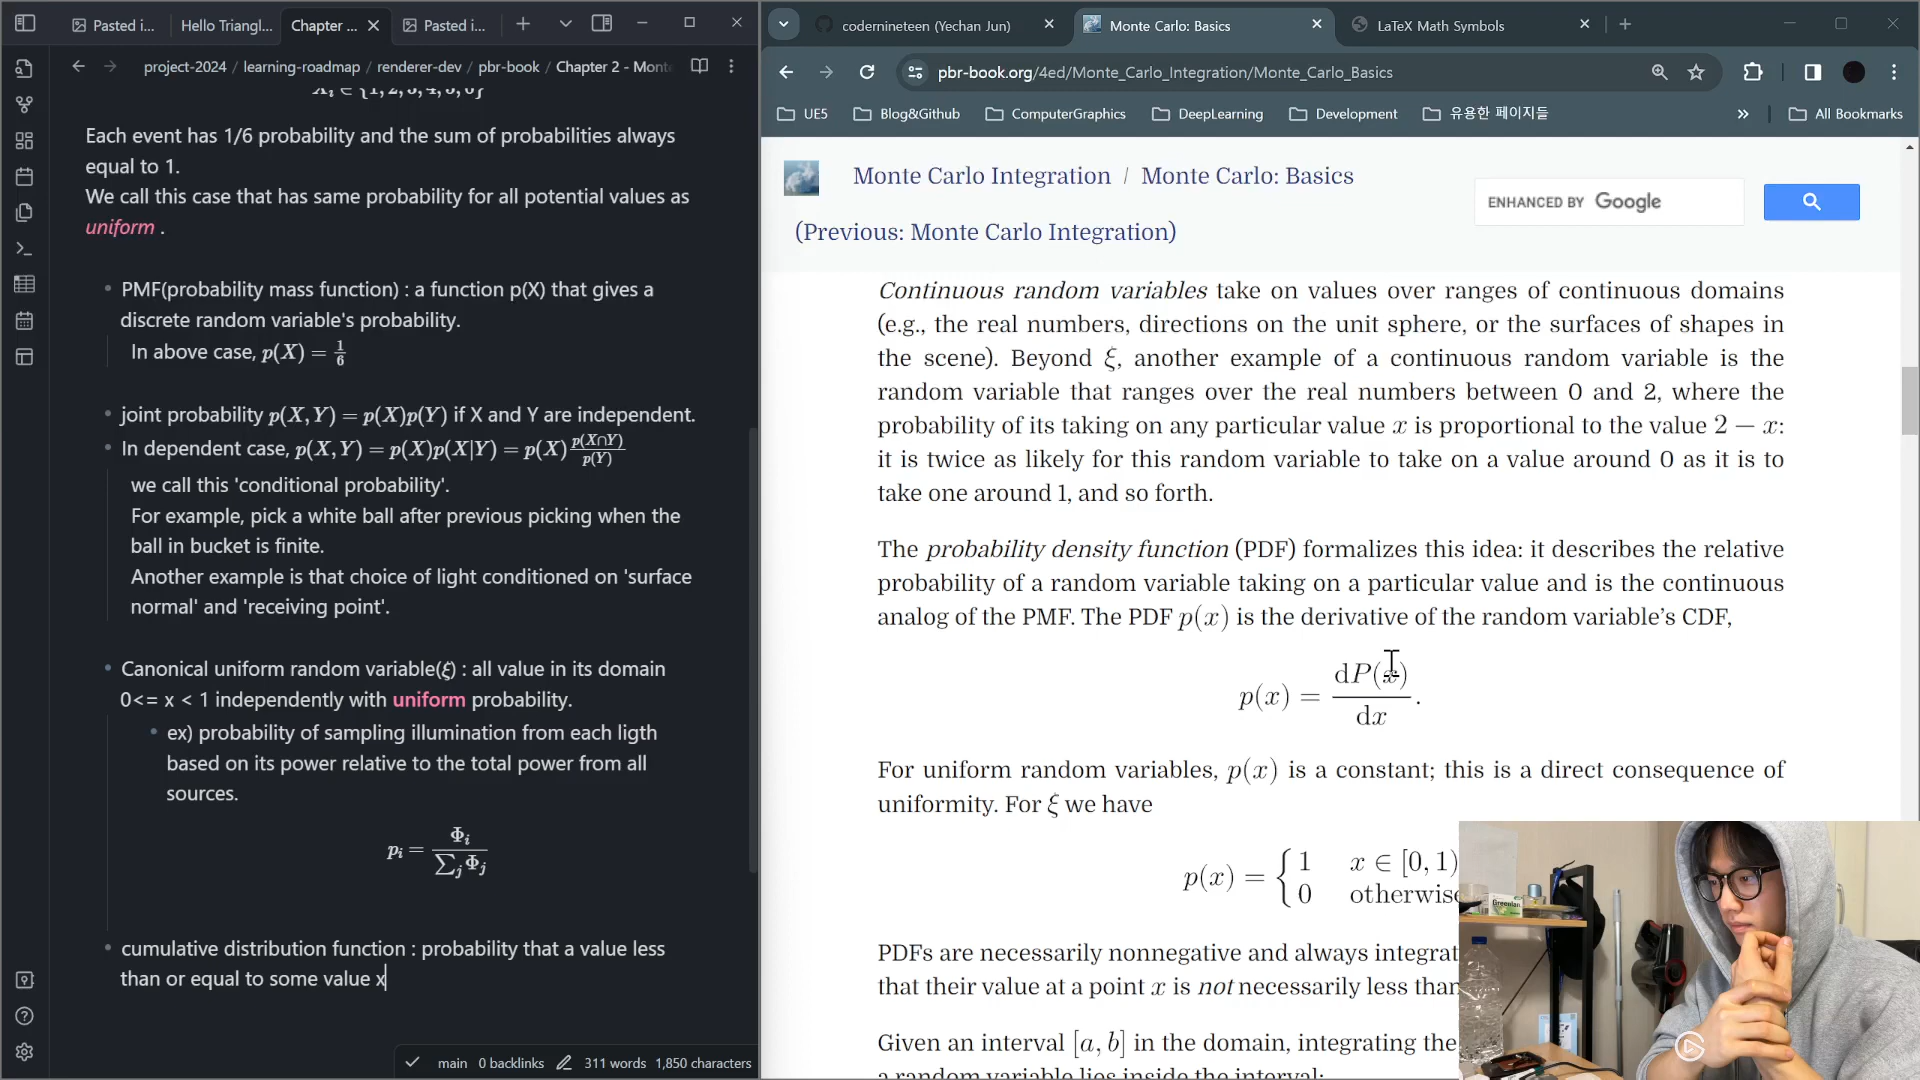 Pasted i...
Hello Triangl...
Chapter ...
Pasted i...
project-2024 / learning-roadmap / renderer-dev / pbr-book / Chapter 2 - Monte
X_i ∈ {1,2,3,4,5,6}
Each event has 1/6 probability and the sum of probabilities always
equal to 1.
We call this case that has same probability for all potential values as
uniform .
PMF(probability mass function) : a function p(X) that gives a
discrete random variable's probability.
In above case, p(X) = 1/6
joint probability p(X,Y) = p(X)p(Y) if X and Y are independent.
In dependent case, p(X,Y) = p(X)p(X|Y) = p(X) p(X∩Y)/p(Y)
we call this 'conditional probability'.
For example, pick a white ball after previous picking when the
ball in bucket is finite.
Another example is that choice of light conditioned on 'surface
normal' and 'receiving point'.
Canonical uniform random variable(ξ) : all value in its domain
0<= x < 1 independently with uniform probability.
ex) probability of sampling illumination from each ligth
based on its power relative to the total power from all
sources.
p_i = Φ_i / ∑_j Φ_j
cumulative distribution function : probability that a value less
than or equal to some value x
main 0 backlinks 311 words 1,850 characters
codernineteen (Yechan Jun)
Monte Carlo: Basics
LaTeX Math Symbols
pbr-book.org/4ed/Monte_Carlo_Integration/Monte_Carlo_Basics
UE5
Blog&Github
ComputerGraphics
DeepLearning
Development
유용한 페이지들
All Bookmarks
Monte Carlo Integration / Monte Carlo: Basics
ENHANCED BY Google
(Previous: Monte Carlo Integration)
Continuous random variables take on values over ranges of continuous domains
(e.g., the real numbers, directions on the unit sphere, or the surfaces of shapes in
the scene). Beyond ξ, another example of a continuous random variable is the
random variable that ranges over the real numbers between 0 and 2, where the
probability of its taking on any particular value x is proportional to the value 2 − x:
it is twice as likely for this random variable to take on a value around 0 as it is to
take one around 1, and so forth.
The probability density function (PDF) formalizes this idea: it describes the relative
probability of a random variable taking on a particular value and is the continuous
analog of the PMF. The PDF p(x) is the derivative of the random variable's CDF,
p(x) = dP(x)/dx.
For uniform random variables, p(x) is a constant; this is a direct consequence of
uniformity. For ξ we have
p(x) = { 1 x ∈ [0, 1)
0 otherwise
PDFs are necessarily nonnegative and always integrat
that their value at a point x is not necessarily less than
Given an interval [a, b] in the domain, integrating the
a random variable lies inside the interval:
Greenlan